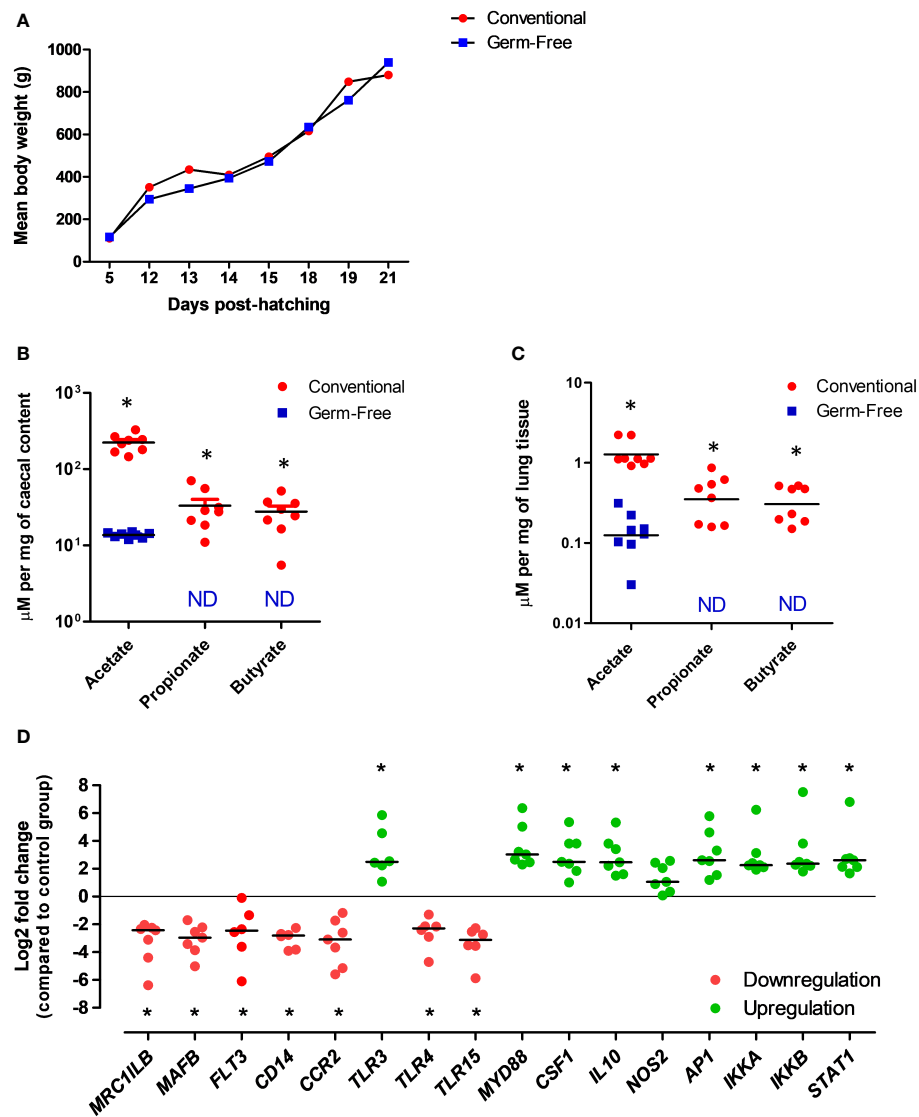 A
Conventional
Germ-Free
Mean body weight (g)
1000
800
600
400
200
0
5 12 13 14 15 18 19 21
Days post-hatching
B
Conventional
Germ-Free
µM per mg of caecal content
10³
10²
10¹
10⁰
*
*
*
ND
ND
Acetate
Propionate
Butyrate
C
Conventional
Germ-Free
µM per mg of lung tissue
10
1
0.1
0.01
*
*
*
ND
ND
Acetate
Propionate
Butyrate
D
Log2 fold change
(compared to control group)
8
6
4
2
0
-2
-4
-6
-8
* * * * * * * *
* * * * * * *
Downregulation
Upregulation
MRC1ILB
MAFB
FLT3
CD14
CCR2
TLR3
TLR4
TLR15
MYD88
CSF1
IL10
NOS2
AP1
IKKA
IKKB
STAT1